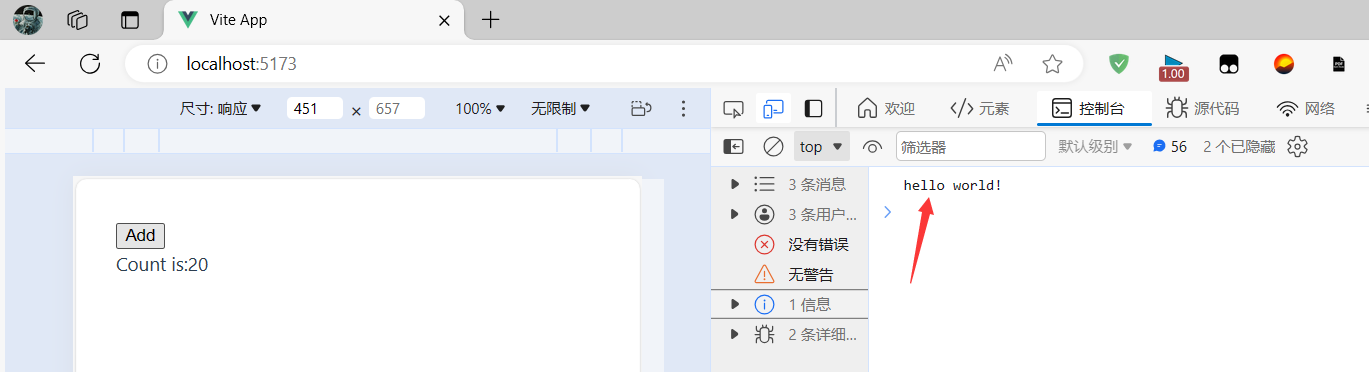 Vite App
localhost:5173
1.00
尺寸: 响应 451 × 657 100% 无限制
欢迎 元素 控制台 源代码 网络
top 筛选器 默认级别 56 2 个已隐藏
3 条消息
3 条用户...
没有错误
无警告
1 信息
2 条详细...
hello world!
Add
Count is:20